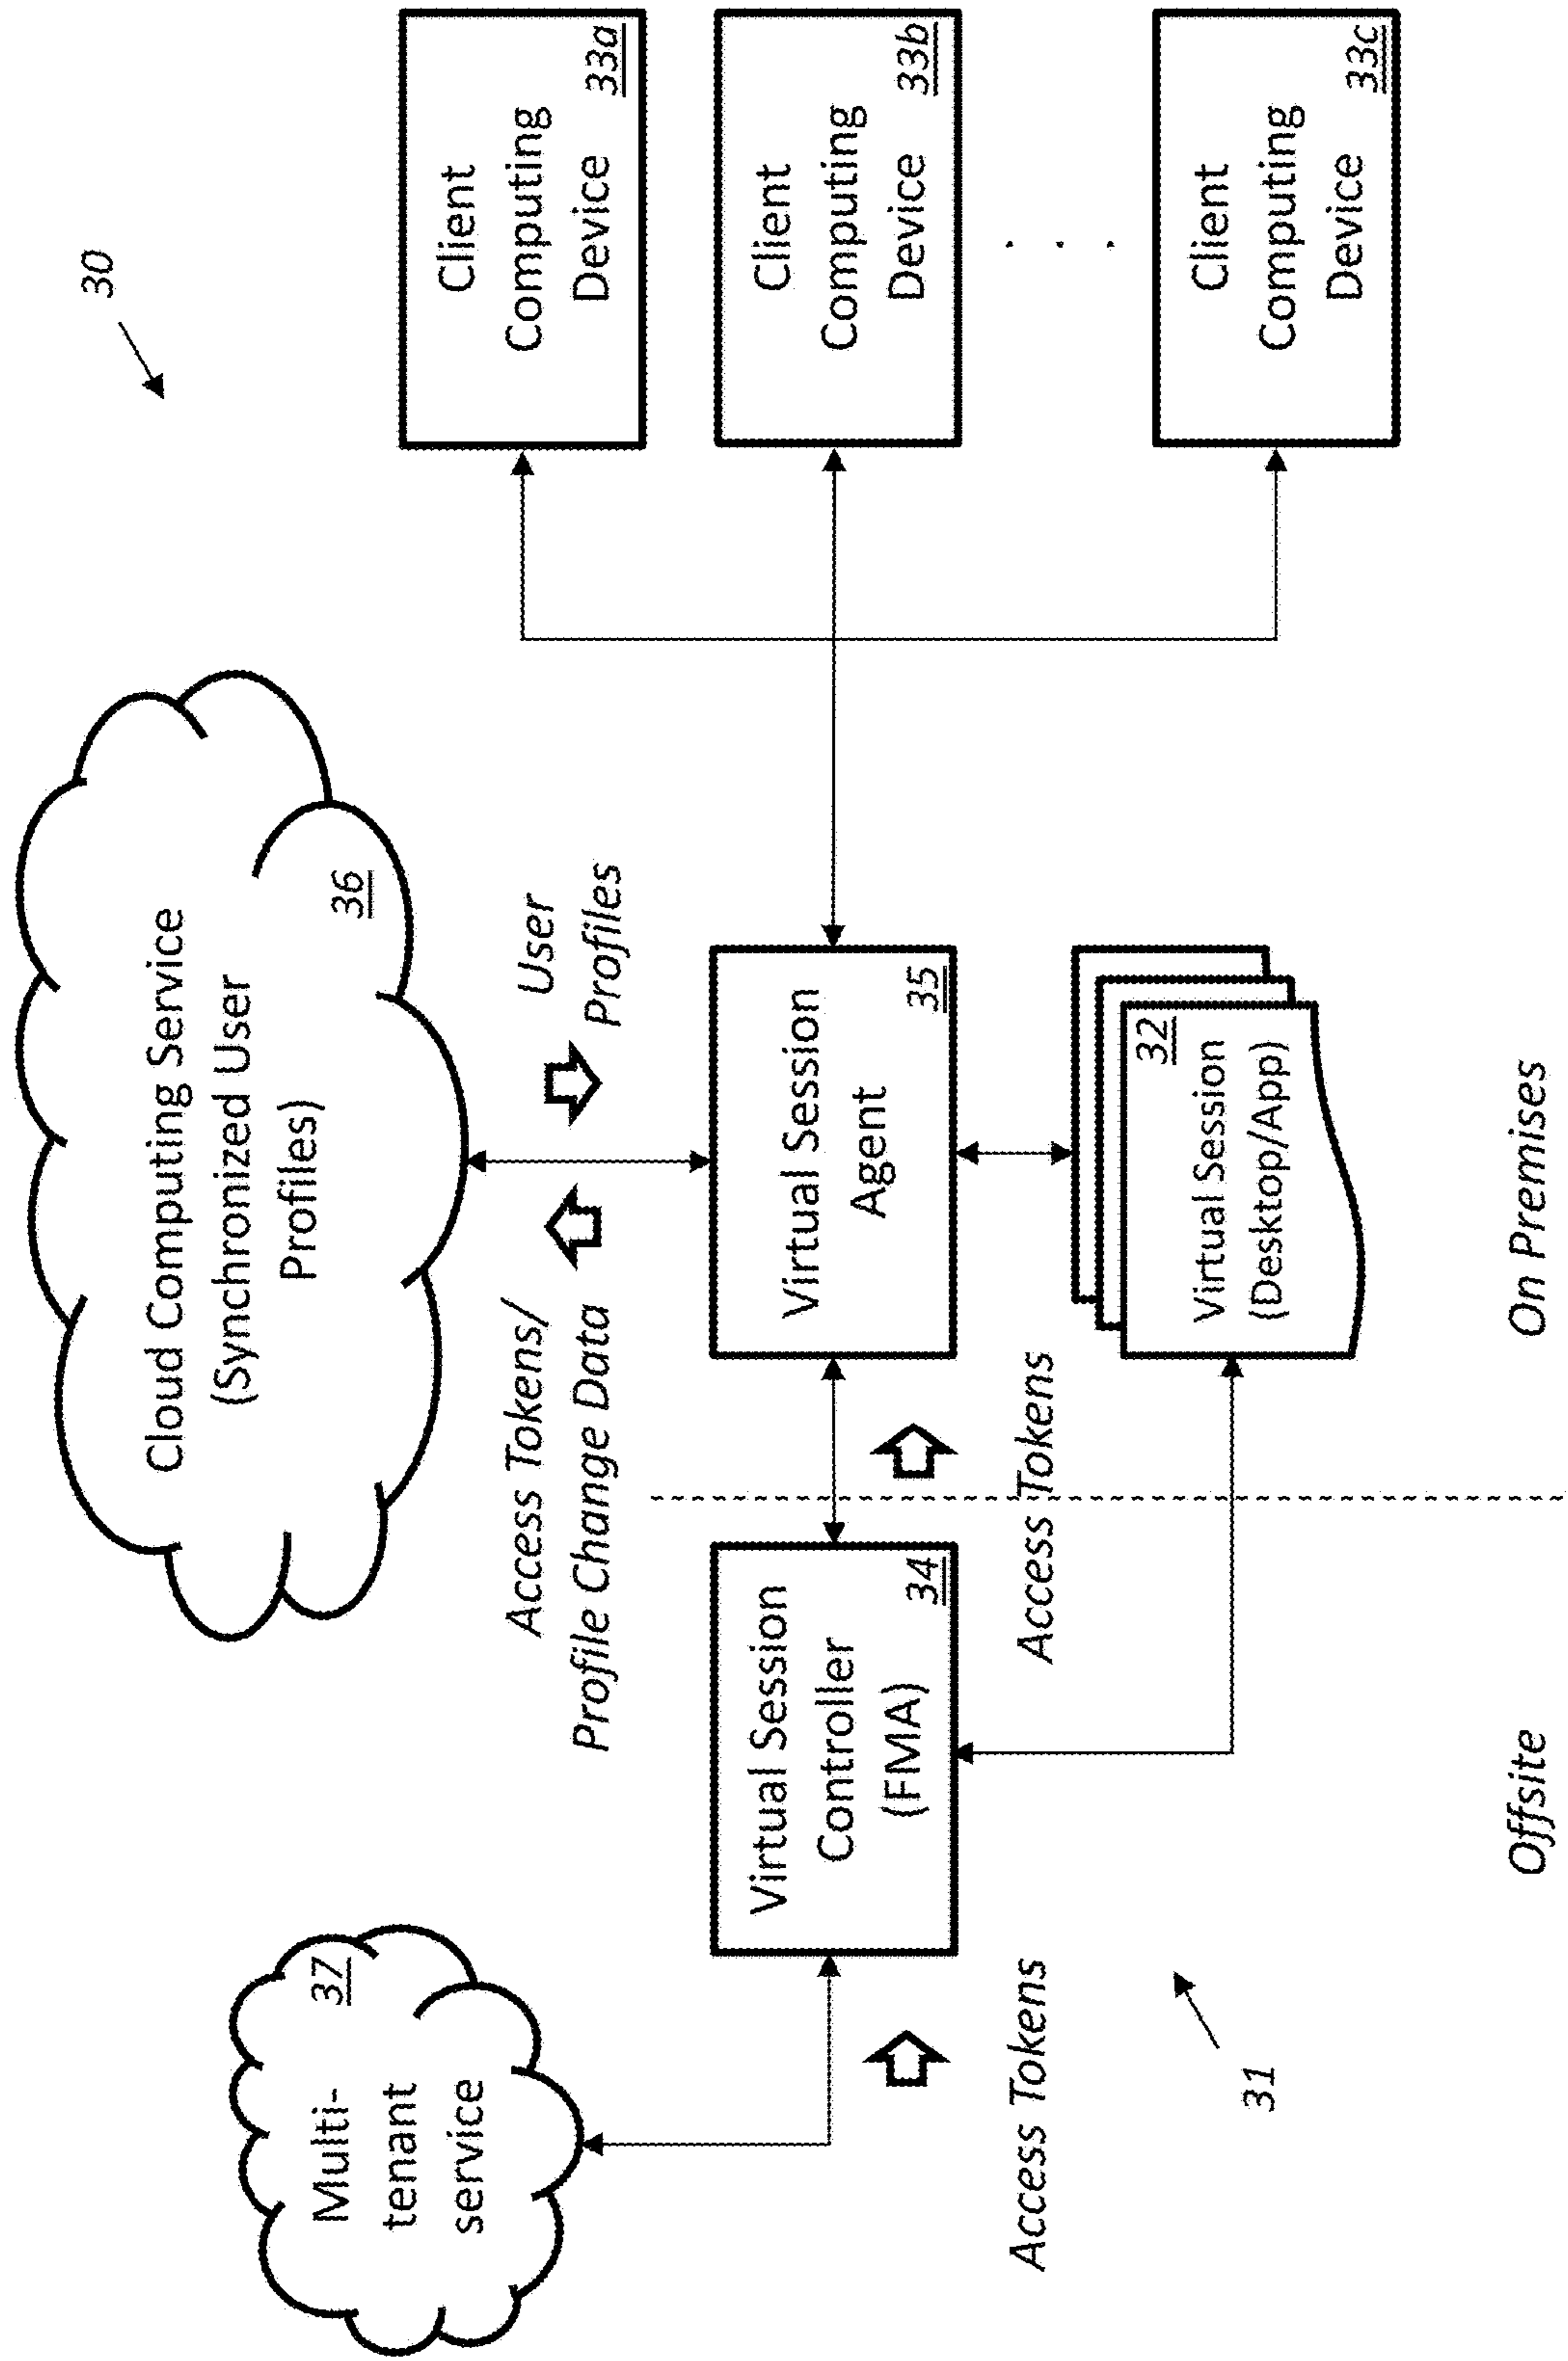 30
Cloud Computing Service
(Synchronized User
Profiles)
36
Multi-
tenant
service
37
Access Tokens/
Profile Change Data
User
Profiles
Client
Computing
Device
33a
Virtual Session
Controller
(FMA)
34
Virtual Session
Agent
35
Client
Computing
Device
33b
. . .
Access Tokens
Access Tokens
32
Virtual Session
(Desktop/App)
Client
Computing
Device
33c
31
Offsite
On Premises